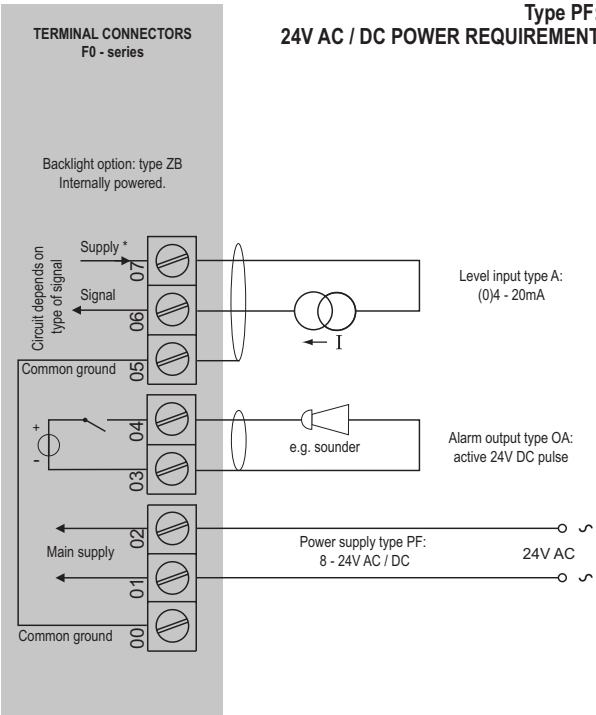 Type PF:
24V AC / DC POWER REQUIREMENT
TERMINAL CONNECTORS
F0 - series
Backlight option: type ZB
Internally powered.
Circuit depends on
type of signal
Supply *
07
Signal
06
Common ground
05
I
Level input type A:
(0)4 - 20mA
+
-
04
03
e.g. sounder
Alarm output type OA:
active 24V DC pulse
02
Main supply
01
Power supply type PF:
8 - 24V AC / DC
24V AC
Common ground
00